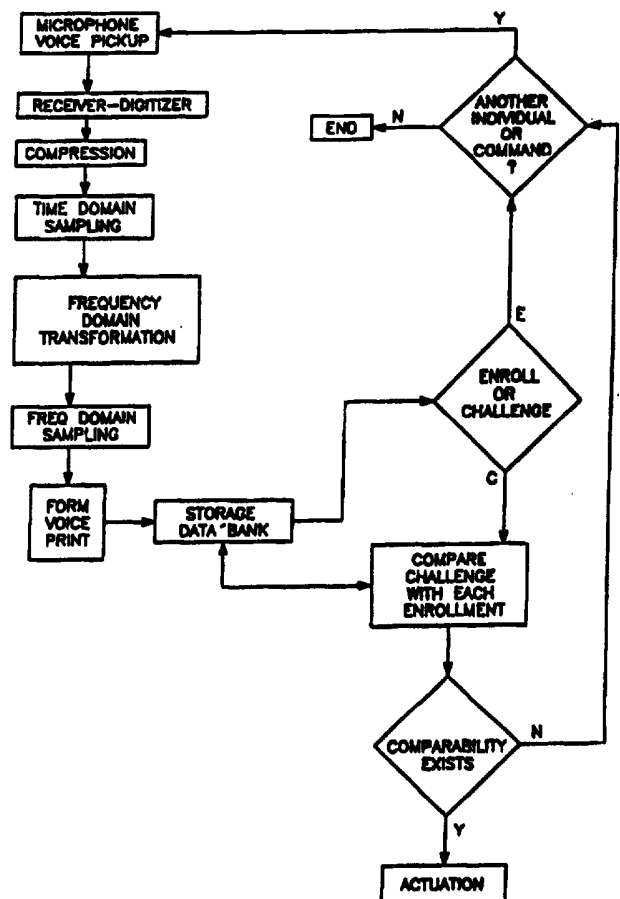 MICROPHONE
VOICE PICKUP
Y
RECEIVER-DIGITIZER
COMPRESSION
TIME DOMAIN
SAMPLING
FREQUENCY
DOMAIN
TRANSFORMATION
FREQ DOMAIN
SAMPLING
FORM
VOICE
PRINT
STORAGE
DATA BANK
ANOTHER
INDIVIDUAL
OR
COMMAND
?
N
END
E
ENROLL
OR
CHALLENGE
C
COMPARE
CHALLENGE
WITH EACH
ENROLLMENT
COMPARABILITY
EXISTS
N
Y
ACTUATION